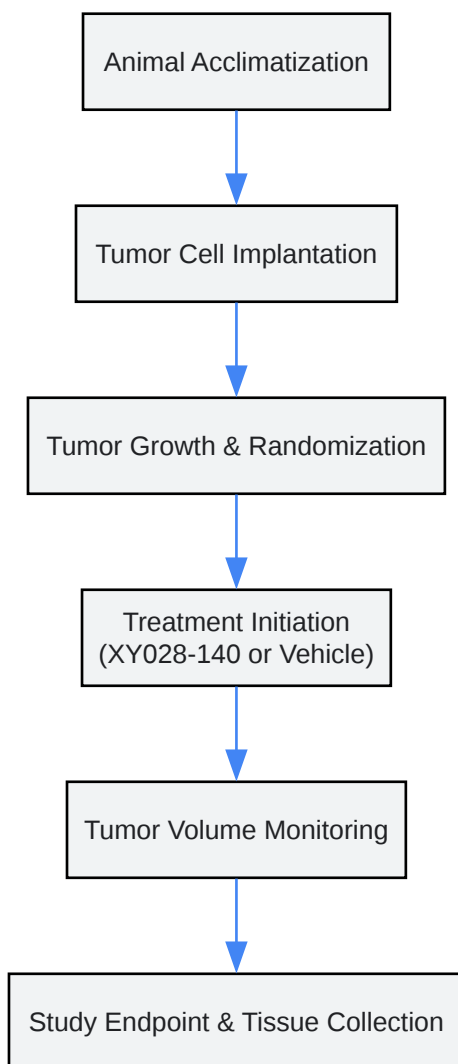 Animal Acclimatization
Tumor Cell Implantation
Tumor Growth & Randomization
Treatment Initiation
(XY028-140 or Vehicle)
Tumor Volume Monitoring
Study Endpoint & Tissue Collection